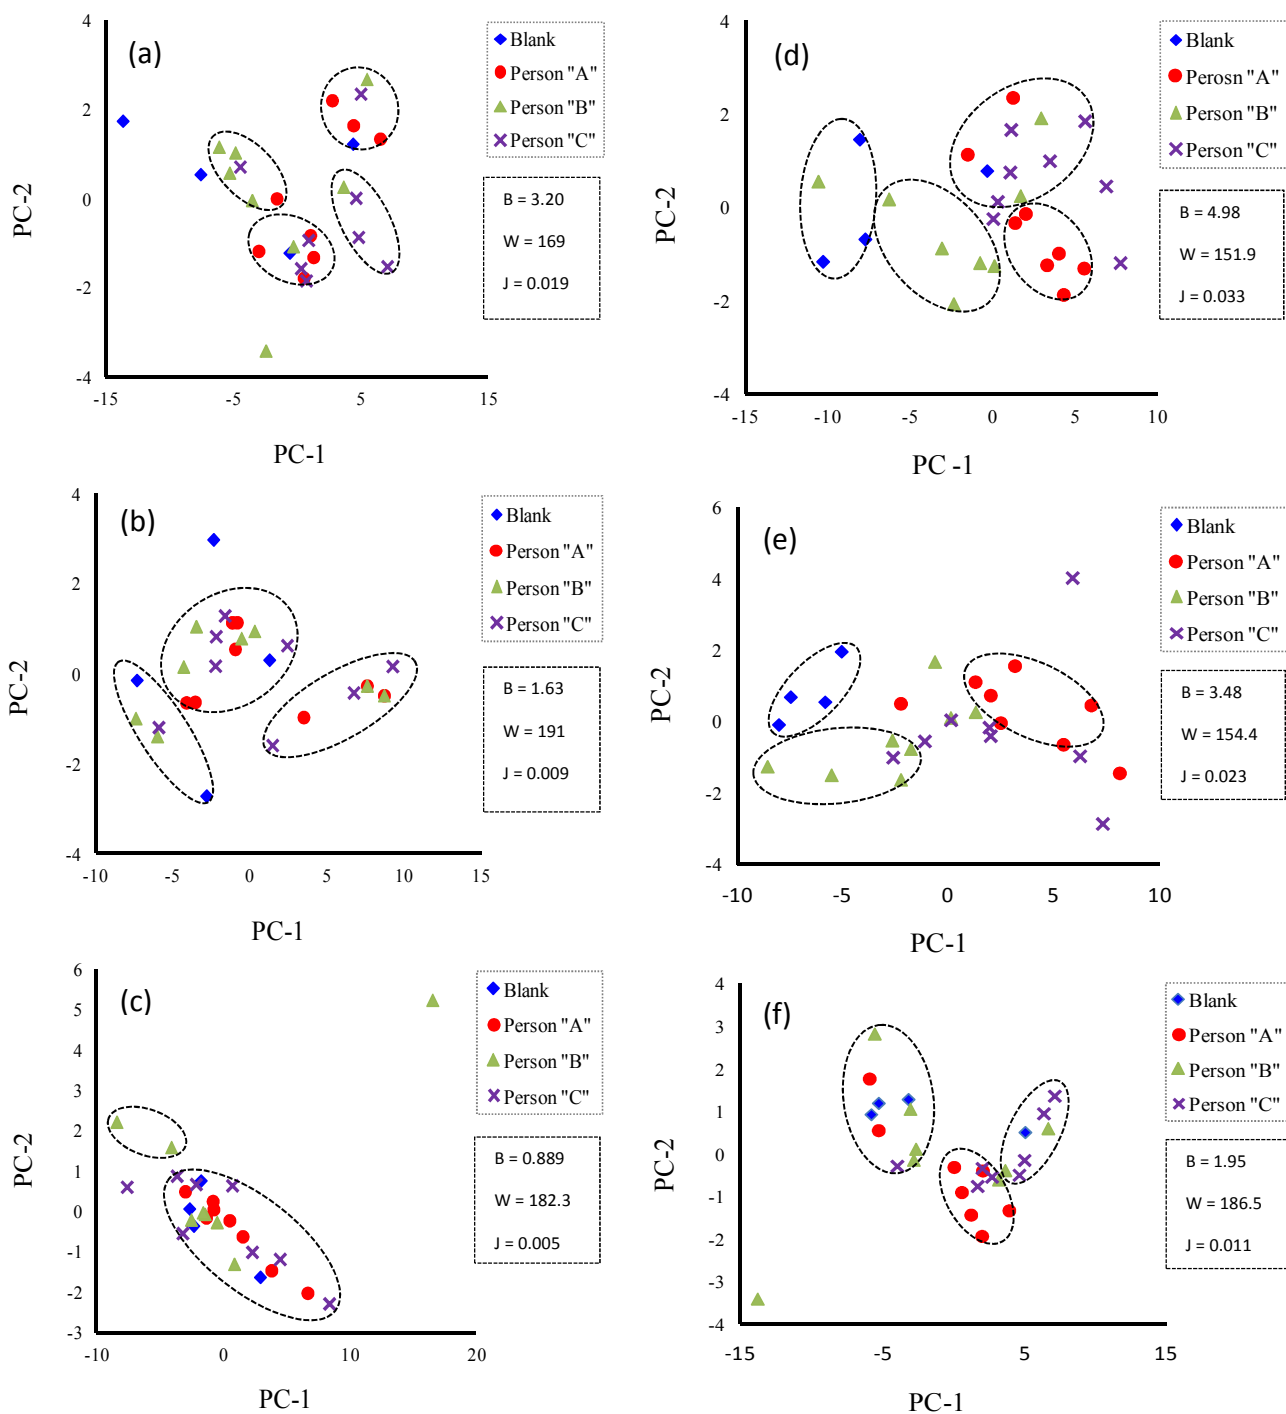 (a)
4
2
0
-2
-4
-15
-5
5
15
PC-2
PC-1
Blank
Person "A"
Person "B"
Person "C"
B = 3.20
W = 169
J = 0.019
(d)
4
2
0
-2
-4
-15
-10
-5
0
5
10
PC-2
PC -1
Blank
Perosn "A"
Person "B"
Person "C"
B = 4.98
W = 151.9
J = 0.033
(b)
4
2
0
-2
-4
-10
-5
0
5
10
15
PC-2
PC-1
Blank
Person "A"
Person "B"
Person "C"
B = 1.63
W = 191
J = 0.009
(e)
6
4
2
0
-2
-4
-10
-5
0
5
10
PC-2
PC-1
Blank
Person "A"
Person "B"
Person "C"
B = 3.48
W = 154.4
J = 0.023
(c)
6
5
4
3
2
1
0
-1
-2
-3
-10
0
10
20
PC-2
PC-1
Blank
Person "A"
Person "B"
Person "C"
B = 0.889
W = 182.3
J = 0.005
(f)
4
3
2
1
0
-1
-2
-3
-4
-15
-5
5
15
PC-2
PC-1
Blank
Person "A"
Person "B"
Person "C"
B = 1.95
W = 186.5
J = 0.011